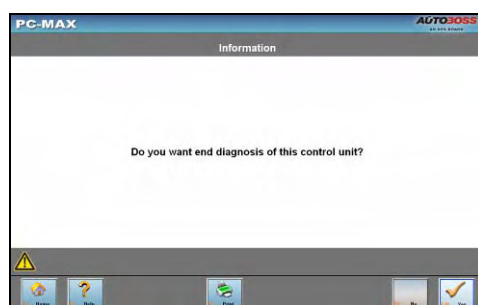 PC-MAX
AUTOBOSS
Information
Do you want end diagnosis of this control unit?
Home
Help
Print
No
Yes